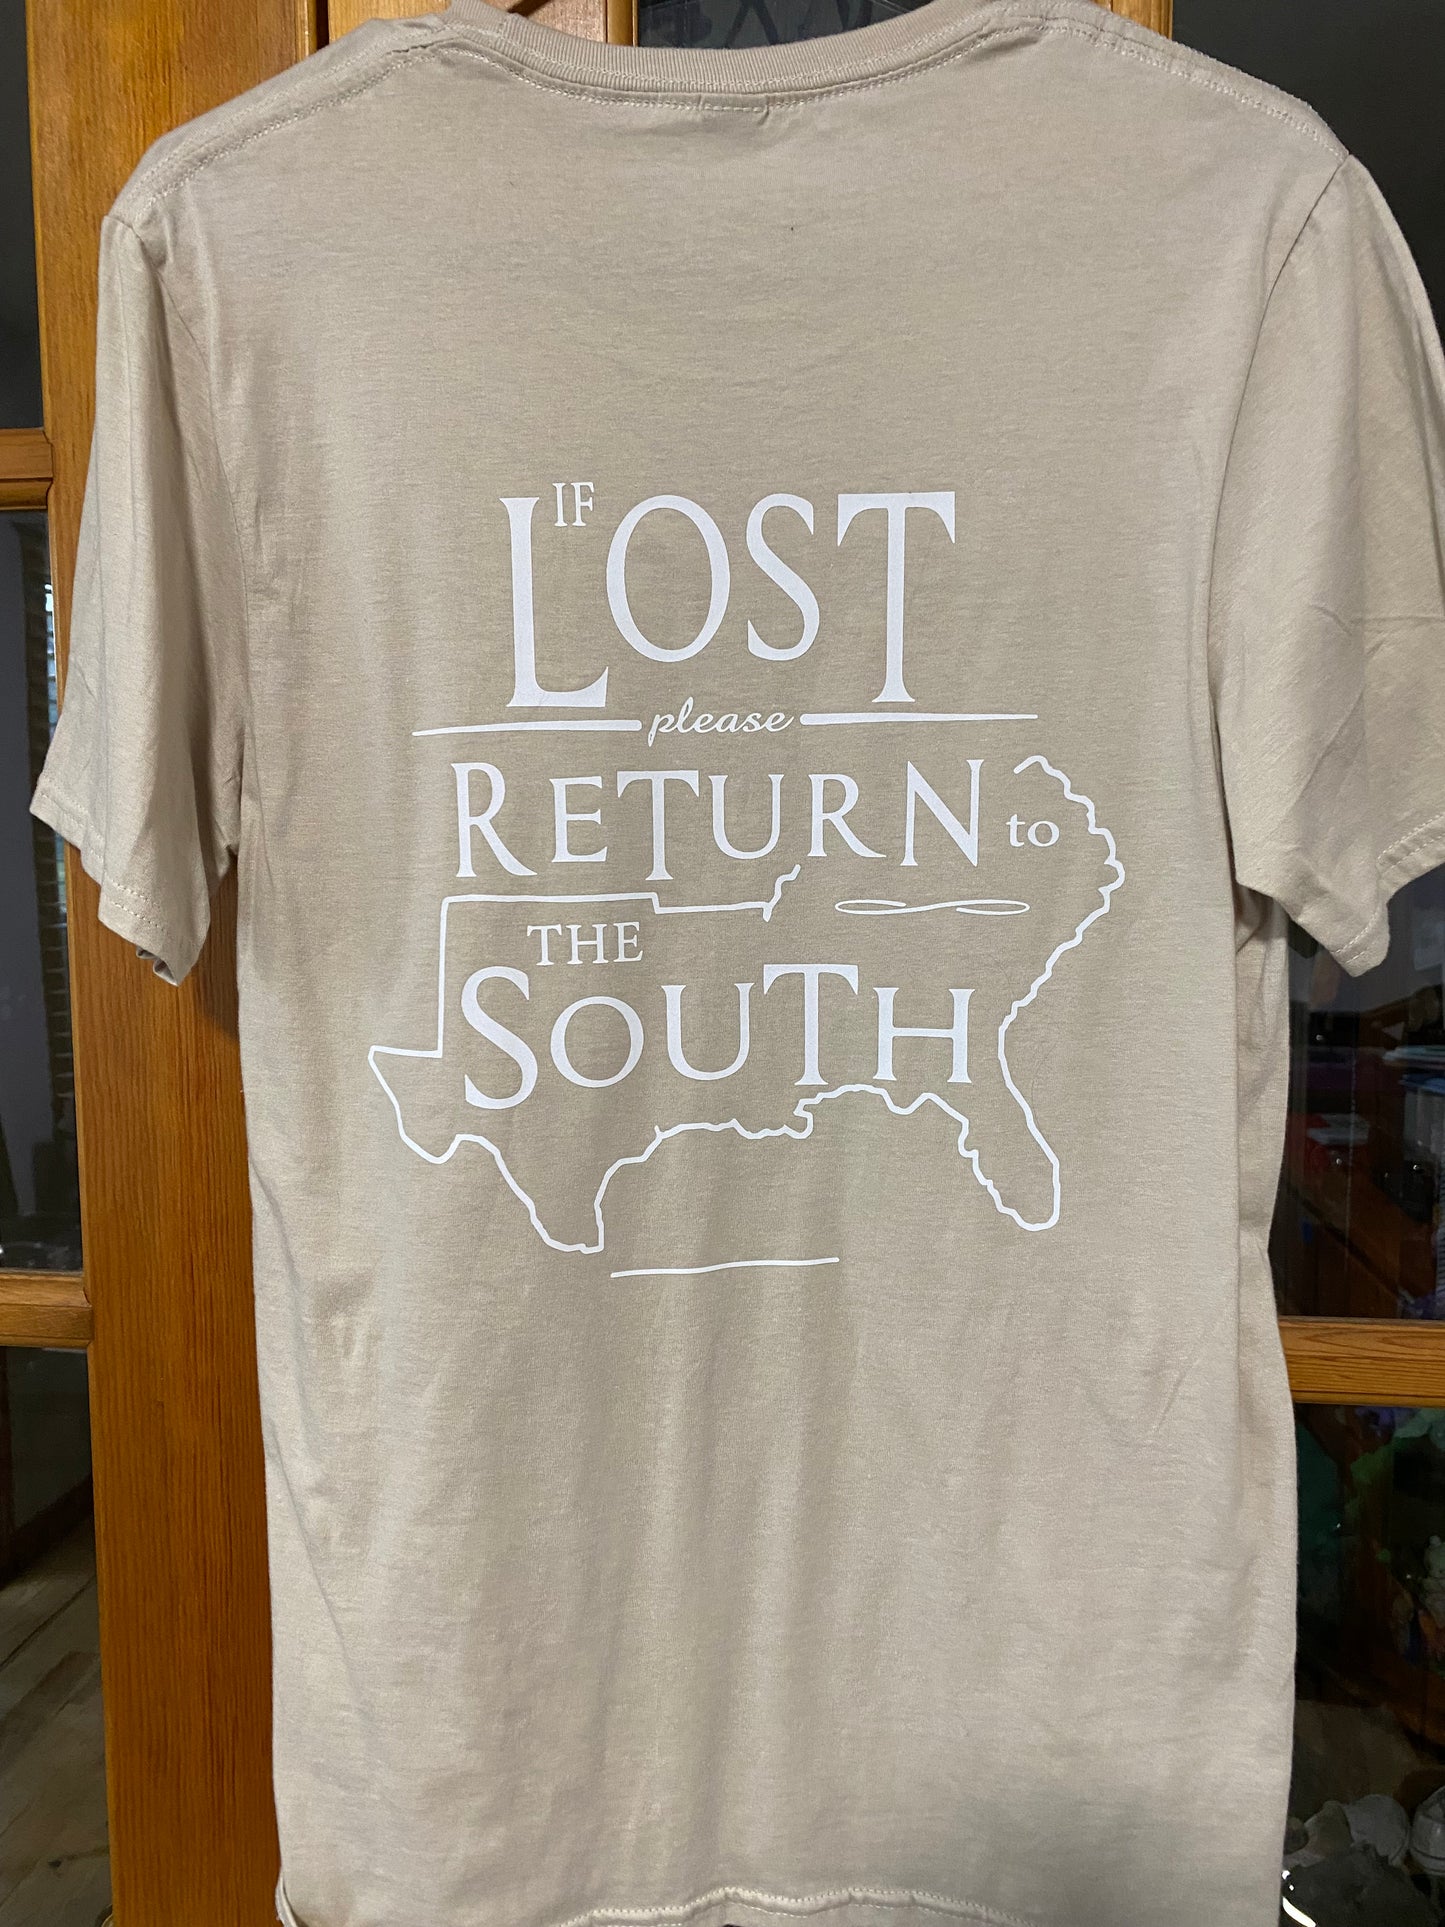 IF
LOST
please
RETURN to
THE
SOUTH